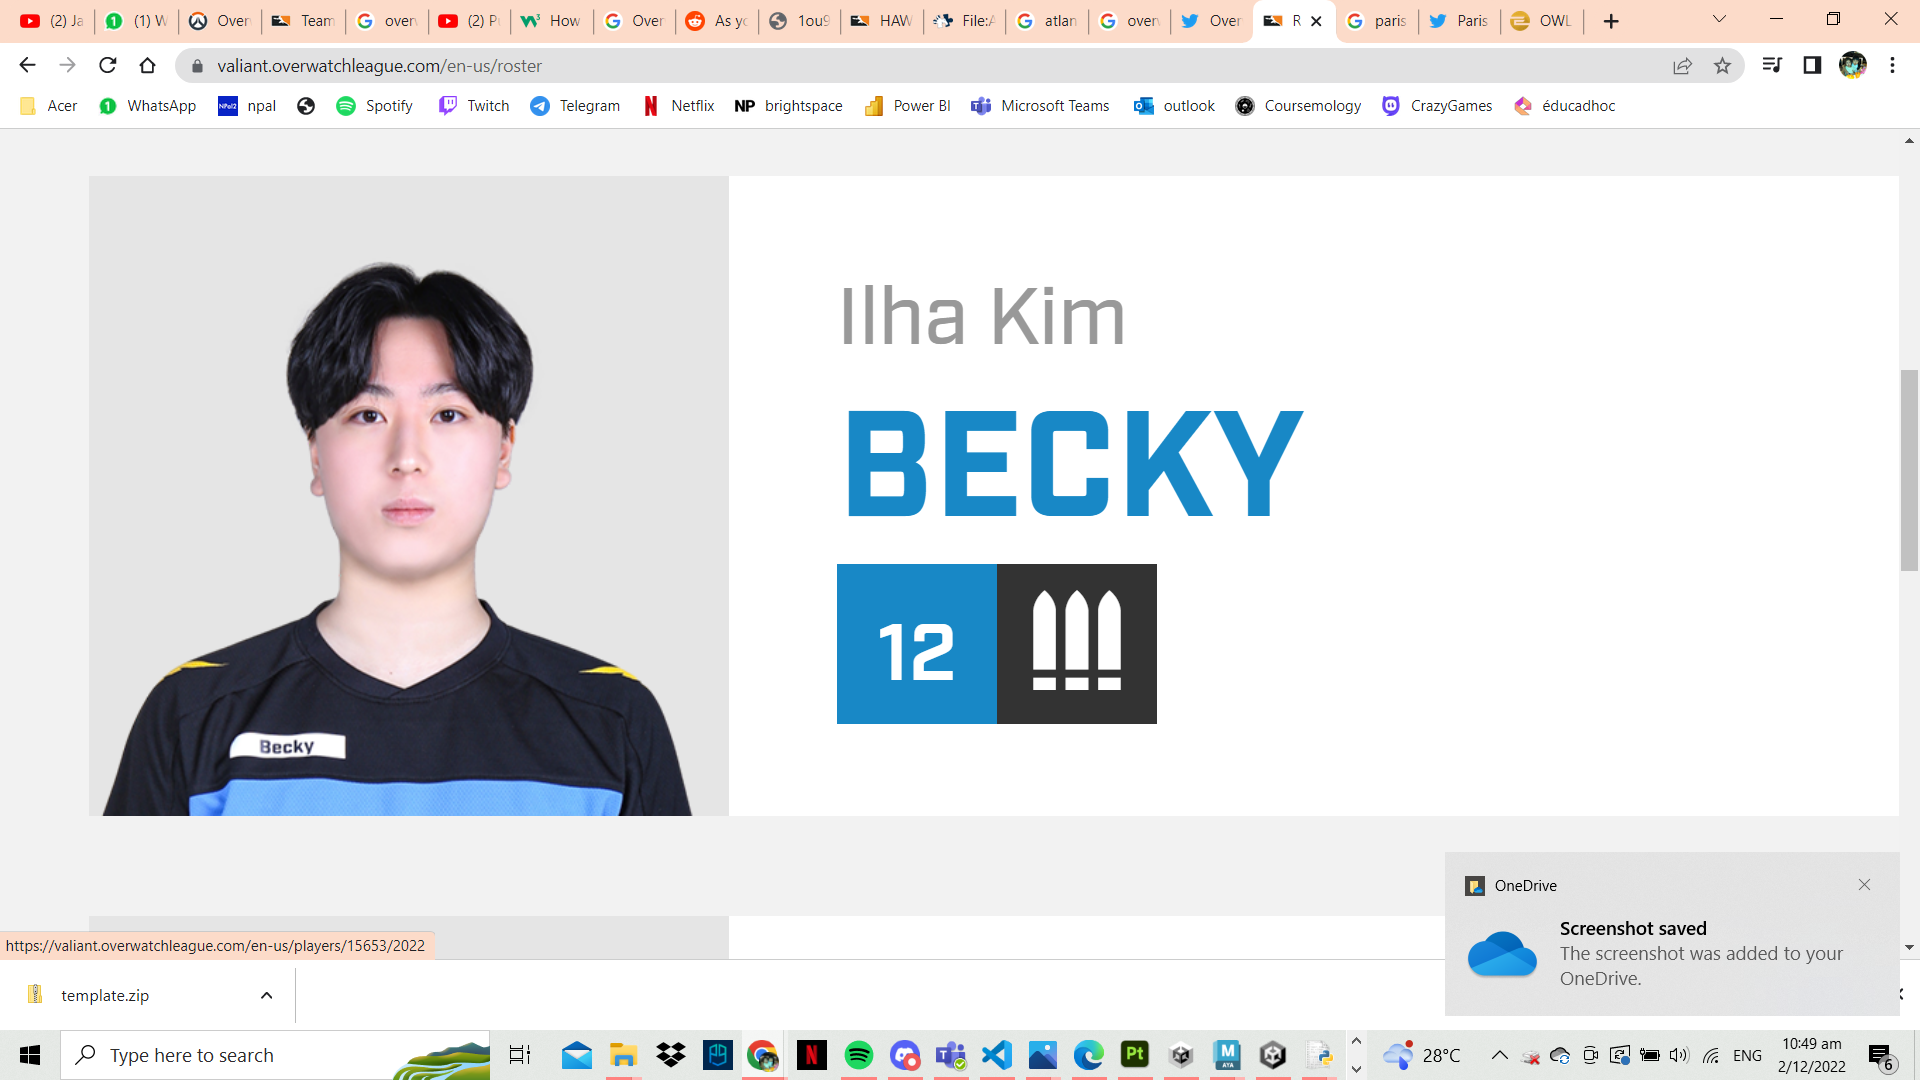 (2) Ja
(1) W
Over
Team
over
(2) P
How
Over
As yo
1ou9
HAW
File:A
atlan
over
Over
R
paris
Paris
OWL
valiant.overwatchleague.com/en-us/roster
Acer
WhatsApp
npal
Spotify
Twitch
Telegram
Netflix
NP brightspace
Power BI
Microsoft Teams
outlook
Coursemology
CrazyGames
éducadhoc
Ilha Kim
BECKY
12
Becky
OneDrive
Screenshot saved
The screenshot was added to your
OneDrive.
https://valiant.overwatchleague.com/en-us/players/15653/2022
template.zip
Type here to search
28°C
ENG
10:49 am
2/12/2022
6